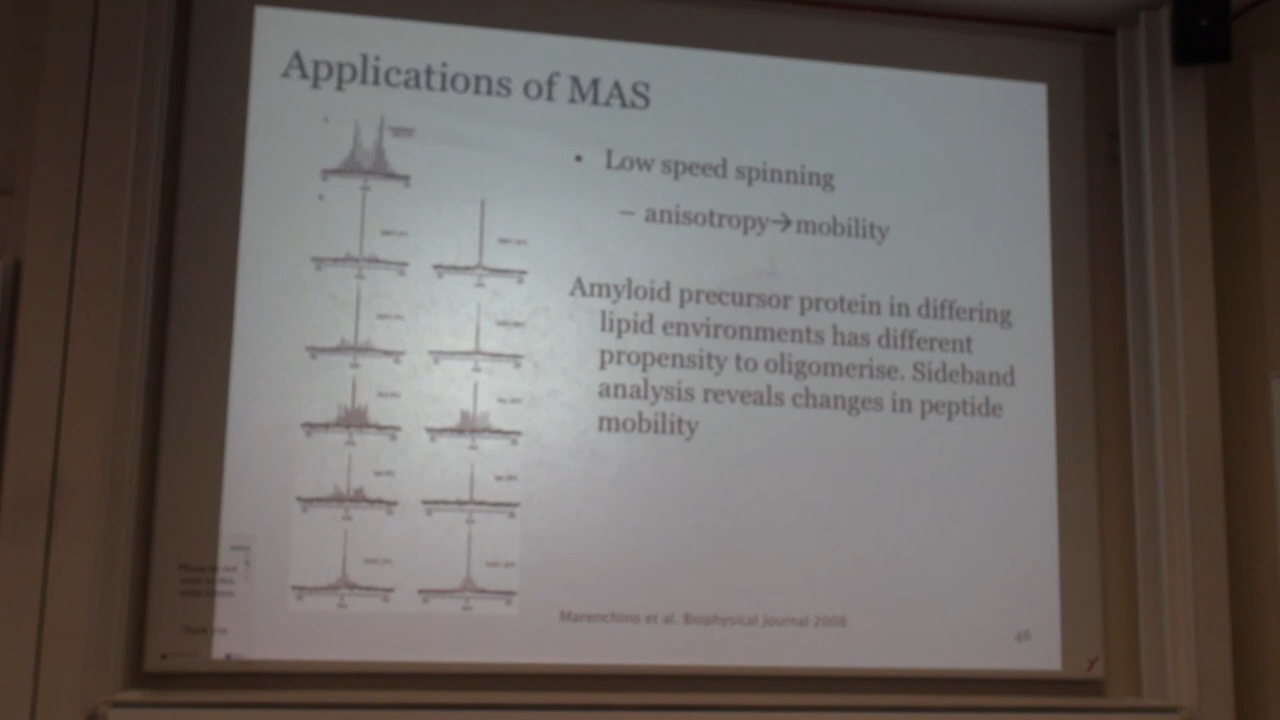 Applications of MAS
• Low speed spinning
– anisotropy→mobility
Amyloid precursor protein in differing
lipid environments has different
propensity to oligomerise. Sideband
analysis reveals changes in peptide
mobility
Marenchino et al. Biophysical Journal 2008
46